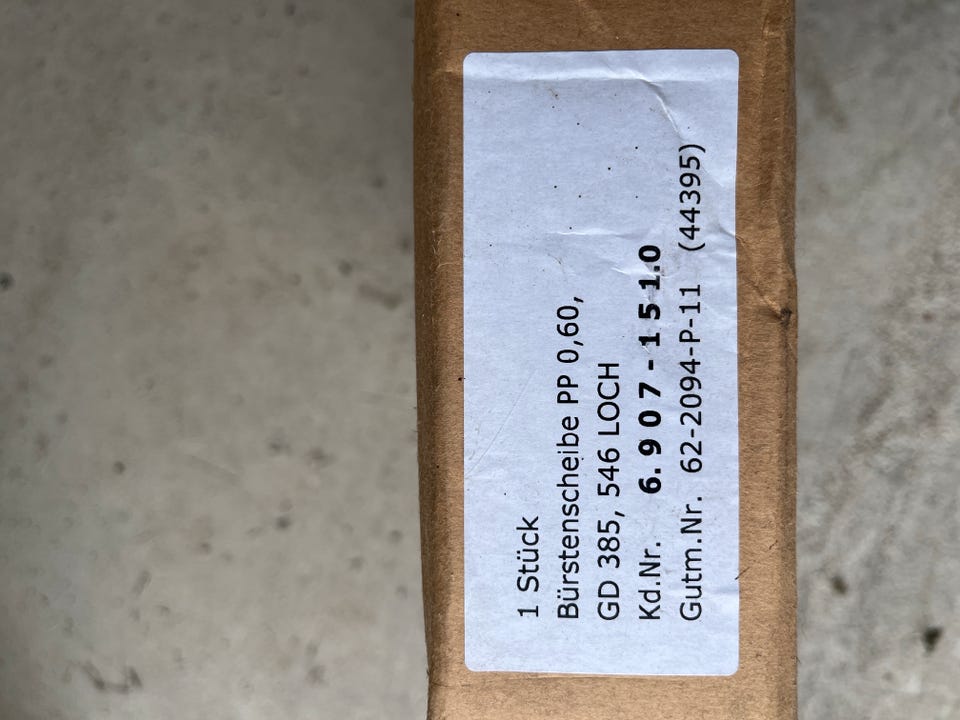 1 Stück
Bürstenscheibe PP 0,60,
GD 385, 546 LOCH
Kd.Nr. 6.907-151.0
Gutm.Nr. 62-2094-P-11 (44395)